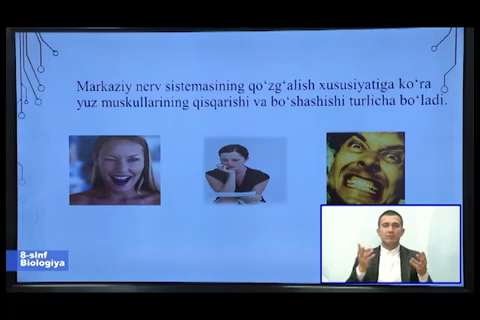 Markaziy nerv sistemasining qo‘zg‘alish xususiyatiga ko‘ra
yuz muskullarining qisqarishi va bo‘shashishi turlicha bo‘ladi.
8-sinf
Biologiya